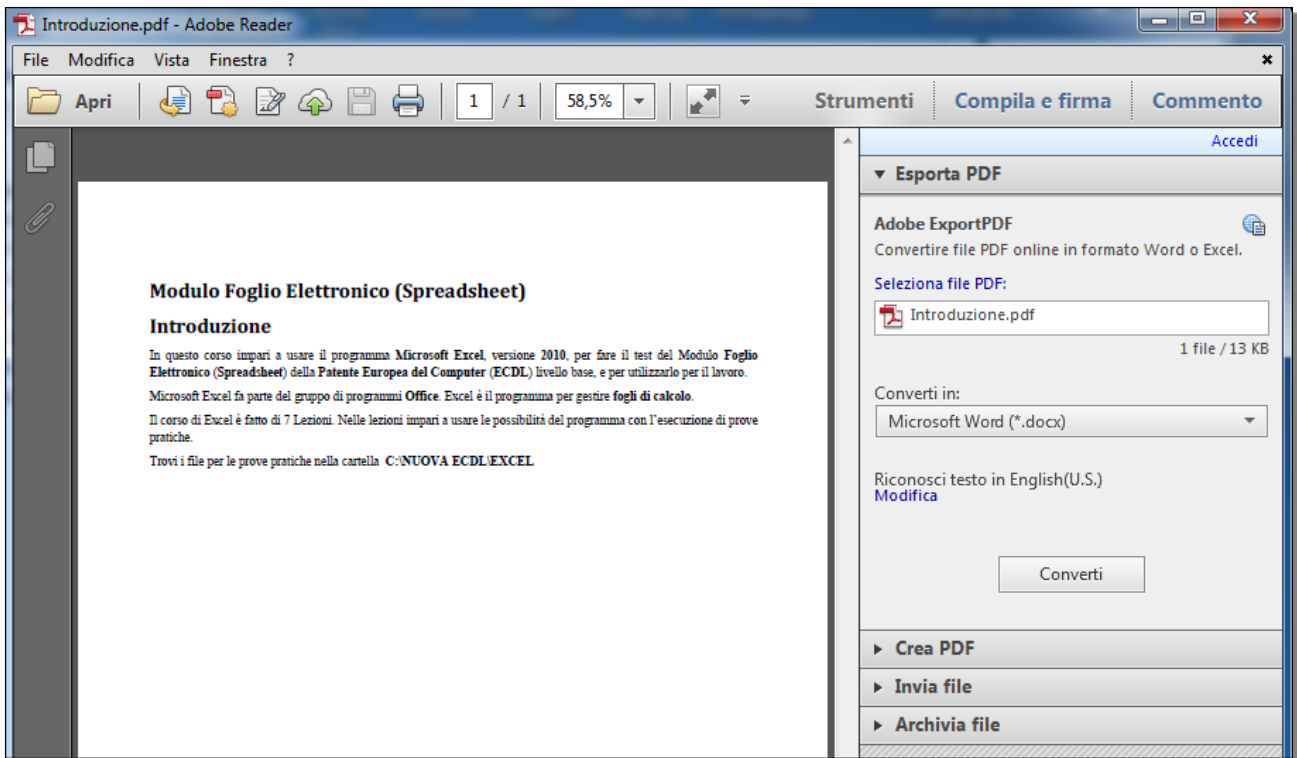 Introduzione.pdf - Adobe Reader
File Modifica Vista Finestra ?
Apri 1 / 1 58,5% Strumenti Compila e firma Commento
Accedi
Esporta PDF
Adobe ExportPDF
Convertire file PDF online in formato Word o Excel.
Seleziona file PDF:
Introduzione.pdf
1 file / 13 KB
Converti in:
Microsoft Word (*.docx)
Riconosci testo in English(U.S.)
Modifica
Converti
Crea PDF
Invia file
Archivia file
Modulo Foglio Elettronico (Spreadsheet)
Introduzione
In questo corso impari a usare il programma Microsoft Excel, versione 2010, per fare il test del Modulo Foglio
Elettronico (Spreadsheet) della Patente Europea del Computer (ECDL) livello base, e per utilizzarlo per il lavoro.
Microsoft Excel fa parte del gruppo di programmi Office. Excel è il programma per gestire fogli di calcolo.
Il corso di Excel è fatto di 7 Lezioni. Nelle lezioni impari a usare le possibilità del programma con l'esecuzione di prove
pratiche.
Trovi i file per le prove pratiche nella cartella C:\NUOVA ECDL\EXCEL